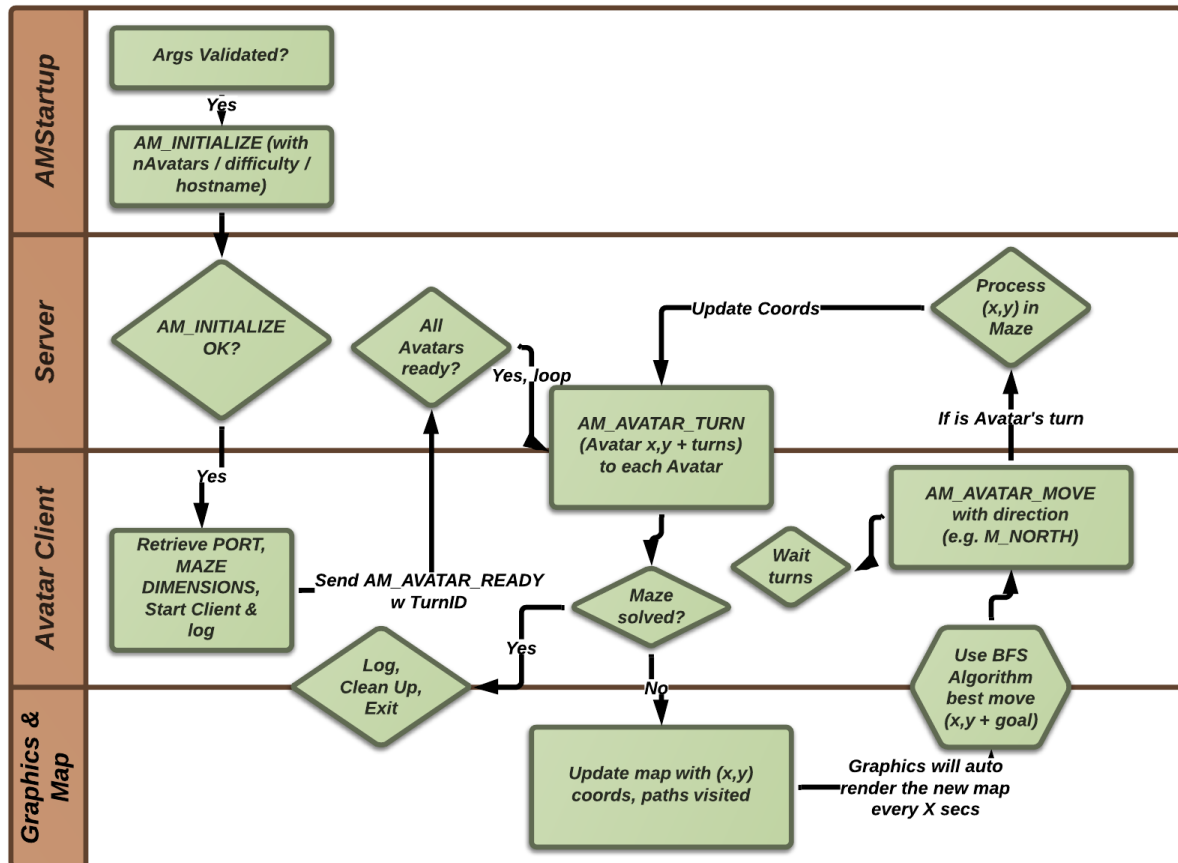 AMStartup
Args Validated?
Yes
AM_INITIALIZE (with
nAvatars / difficulty /
hostname)
Server
AM_INITIALIZE
OK?
All
Avatars
ready?
Yes, loop
Update Coords
Process
(x,y) in
Maze
AM_AVATAR_TURN
(Avatar x,y + turns)
to each Avatar
If is Avatar's turn
Avatar Client
Yes
Retrieve PORT,
MAZE
DIMENSIONS,
Start Client &
log
Send AM_AVATAR_READY
w TurnID
Maze
solved?
Yes
No
Wait
turns
AM_AVATAR_MOVE
with direction
(e.g. M_NORTH)
Log,
Clean Up,
Exit
Use BFS
Algorithm
best move
(x,y + goal)
Graphics &
Map
Update map with (x,y)
coords, paths visited
Graphics will auto
render the new map
every X secs